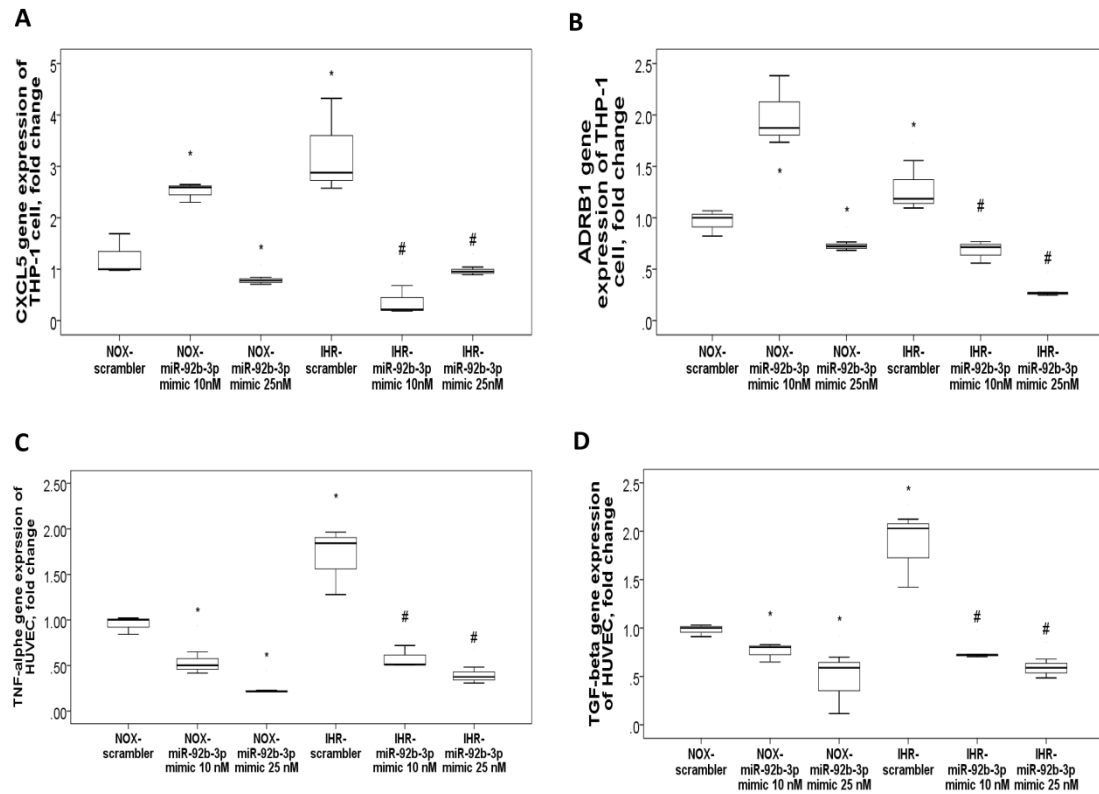 A
CXCL5 gene expression of
THP-1 cell, fold change
5
4
3
2
1
0
*
*
*
#
#
NOX-
scrambler
NOX-
miR-92b-3p
mimic 10nM
NOX-
miR-92b-3p
mimic 25nM
IHR-
scrambler
IHR-
miR-92b-3p
mimic 10nM
IHR-
miR-92b-3p
mimic 25nM
B
ADRB1 gene
expression of THP-1
cell, fold change
2.5
2.0
1.5
1.0
.5
.0
*
*
*
#
#
NOX-
scrambler
NOX-
miR-92b-3p
mimic 10nM
NOX-
miR-92b-3p
mimic 25nM
IHR-
scrambler
IHR-
miR-92b-3p
mimic 10nM
IHR-
miR-92b-3p
mimic 25nM
C
TNF-alphe gene exprssion of
HUVEC, fold change
2.50
2.00
1.50
1.00
.50
.00
*
*
*
#
#
NOX-
scrambler
NOX-
miR-92b-3p
mimic 10 nM
NOX-
miR-92b-3p
mimic 25 nM
IHR-
scrambler
IHR-
miR-92b-3p
mimic 10 nM
IHR-
miR-92b-3p
mimic 25 nM
D
TGF-beta gene expression
of HUVEC, fold change
2.5
2.0
1.5
1.0
0.5
.0
*
*
*
#
#
NOX-
scrambler
NOX-
miR-92b-3p
mimic 10 nM
NOX-
miR-92b-3p
mimic 25 nM
IHR-
scrambler
IHR-
miR-92b-3p
mimic 10 nM
IHR-
miR-92b-3p
mimic 25 nM